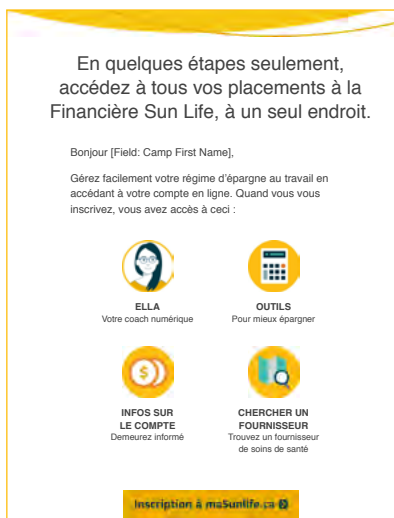 En quelques étapes seulement,
accédez à tous vos placements à la
Financière Sun Life, à un seul endroit.
Bonjour [Field: Camp First Name],
Gérez facilement votre régime d'épargne au travail en
accédant à votre compte en ligne. Quand vous vous
inscrivez, vous avez accès à ceci :
ELLA
Votre coach numérique
OUTILS
Pour mieux épargner
$
INFOS SUR
LE COMPTE
Demeurez informé
CHERCHER UN
FOURNISSEUR
Trouvez un fournisseur
de soins de santé
Inscription à maSunlife.ca